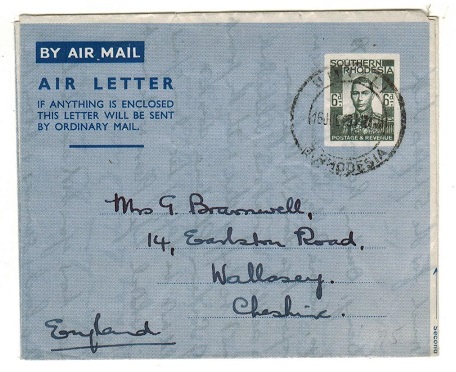 BY AIR MAIL
AIR LETTER
IF ANYTHING IS ENCLOSED
THIS LETTER WILL BE SENT
BY ORDINARY MAIL.
SOUTHERN
RHODESIA
6D 6D
POSTAGE & REVENUE
RHODESIA
Mrs G. Bramwell,
14, Earlston Road,
Wallasey.
Cheshire.
England
Second